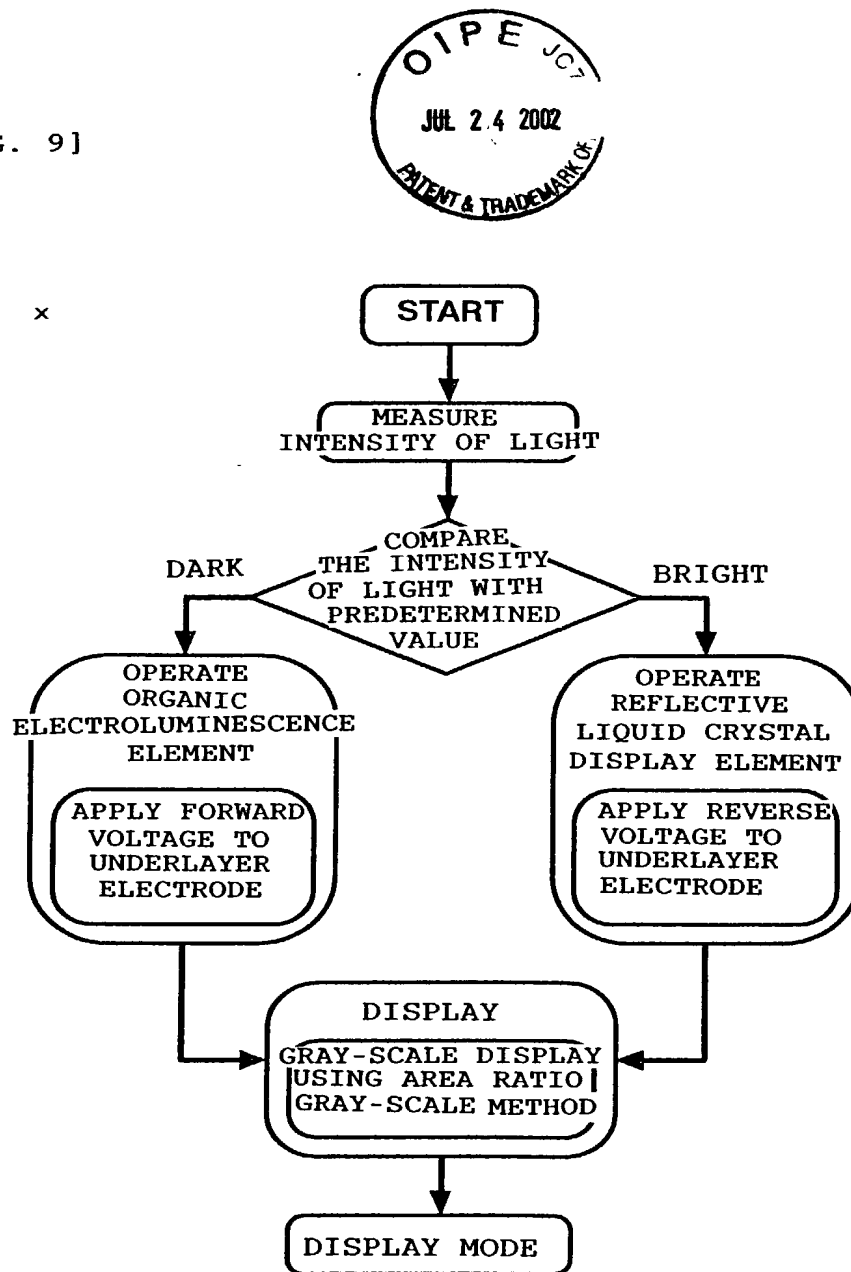 OIPE JC7
JUL 24 2002
PATENT & TRADEMARK OF
G. 9]
x
START
MEASURE
INTENSITY OF LIGHT
COMPARE
THE INTENSITY
OF LIGHT WITH
PREDETERMINED
VALUE
DARK
BRIGHT
OPERATE
ORGANIC
ELECTROLUMINESCENCE
ELEMENT
APPLY FORWARD
VOLTAGE TO
UNDERLAYER
ELECTRODE
OPERATE
REFLECTIVE
LIQUID CRYSTAL
DISPLAY ELEMENT
APPLY REVERSE
VOLTAGE TO
UNDERLAYER
ELECTRODE
DISPLAY
GRAY-SCALE DISPLAY
USING AREA RATIO
GRAY-SCALE METHOD
DISPLAY MODE